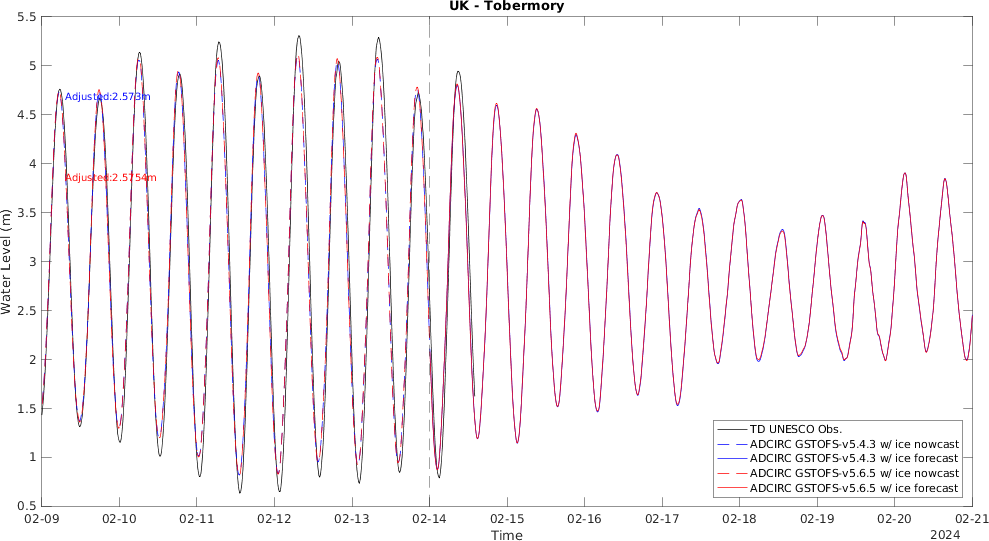 UK - Tobermory
5.5
5
4.5
4
3.5
3
2.5
2
1.5
1
0.5
Water Level (m)
Adjusted:2.573m
Adjusted:2.5754m
TD UNESCO Obs.
ADCIRC GSTOFS-v5.4.3 w/ ice nowcast
ADCIRC GSTOFS-v5.4.3 w/ ice forecast
ADCIRC GSTOFS-v5.6.5 w/ ice nowcast
ADCIRC GSTOFS-v5.6.5 w/ ice forecast
02-09 02-10 02-11 02-12 02-13 02-14 02-15 02-16 02-17 02-18 02-19 02-20 02-21
Time
2024